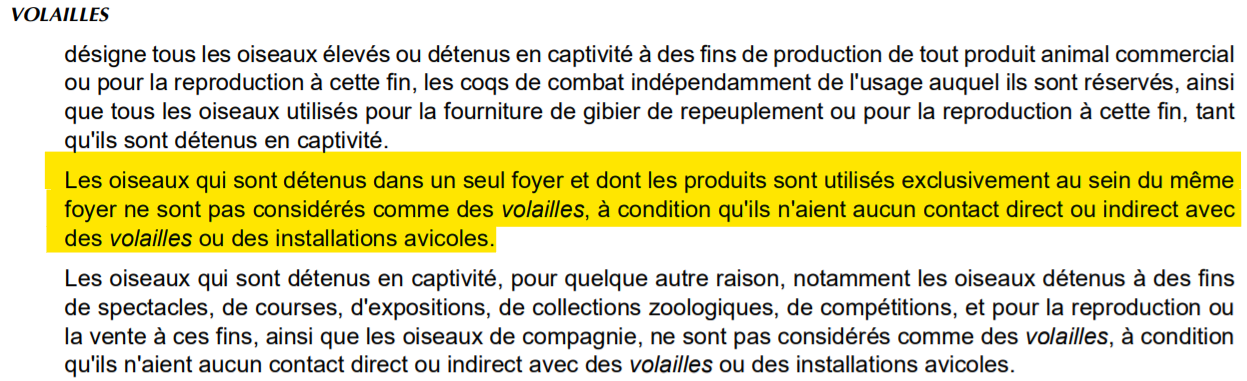 VOLAILLES
désigne tous les oiseaux élevés ou détenus en captivité à des fins de production de tout produit animal commercial
ou pour la reproduction à cette fin, les coqs de combat indépendamment de l'usage auquel ils sont réservés, ainsi
que tous les oiseaux utilisés pour la fourniture de gibier de repeuplement ou pour la reproduction à cette fin, tant
qu'ils sont détenus en captivité.
Les oiseaux qui sont détenus dans un seul foyer et dont les produits sont utilisés exclusivement au sein du même
foyer ne sont pas considérés comme des volailles, à condition qu'ils n'aient aucun contact direct ou indirect avec
des volailles ou des installations avicoles.
Les oiseaux qui sont détenus en captivité, pour quelque autre raison, notamment les oiseaux détenus à des fins
de spectacles, de courses, d'expositions, de collections zoologiques, de compétitions, et pour la reproduction ou
la vente à ces fins, ainsi que les oiseaux de compagnie, ne sont pas considérés comme des volailles, à condition
qu'ils n'aient aucun contact direct ou indirect avec des volailles ou des installations avicoles.